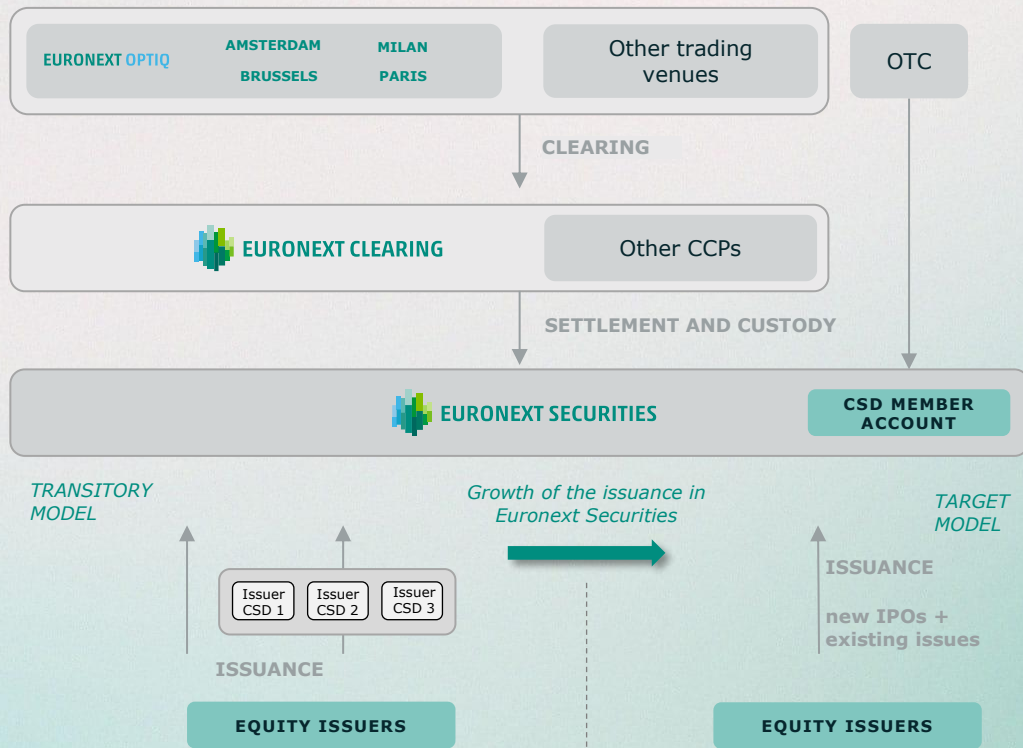 EURONEXT OPTIQ
AMSTERDAM
MILAN
BRUSSELS
PARIS
Other trading
venues
OTC
CLEARING
EURONEXT CLEARING
Other CCPs
SETTLEMENT AND CUSTODY
EURONEXT SECURITIES
CSD MEMBER
ACCOUNT
TRANSITORY
MODEL
Growth of the issuance in
Euronext Securities
TARGET
MODEL
Issuer
CSD 1
Issuer
CSD 2
Issuer
CSD 3
ISSUANCE
ISSUANCE
new IPOs +
existing issues
EQUITY ISSUERS
EQUITY ISSUERS